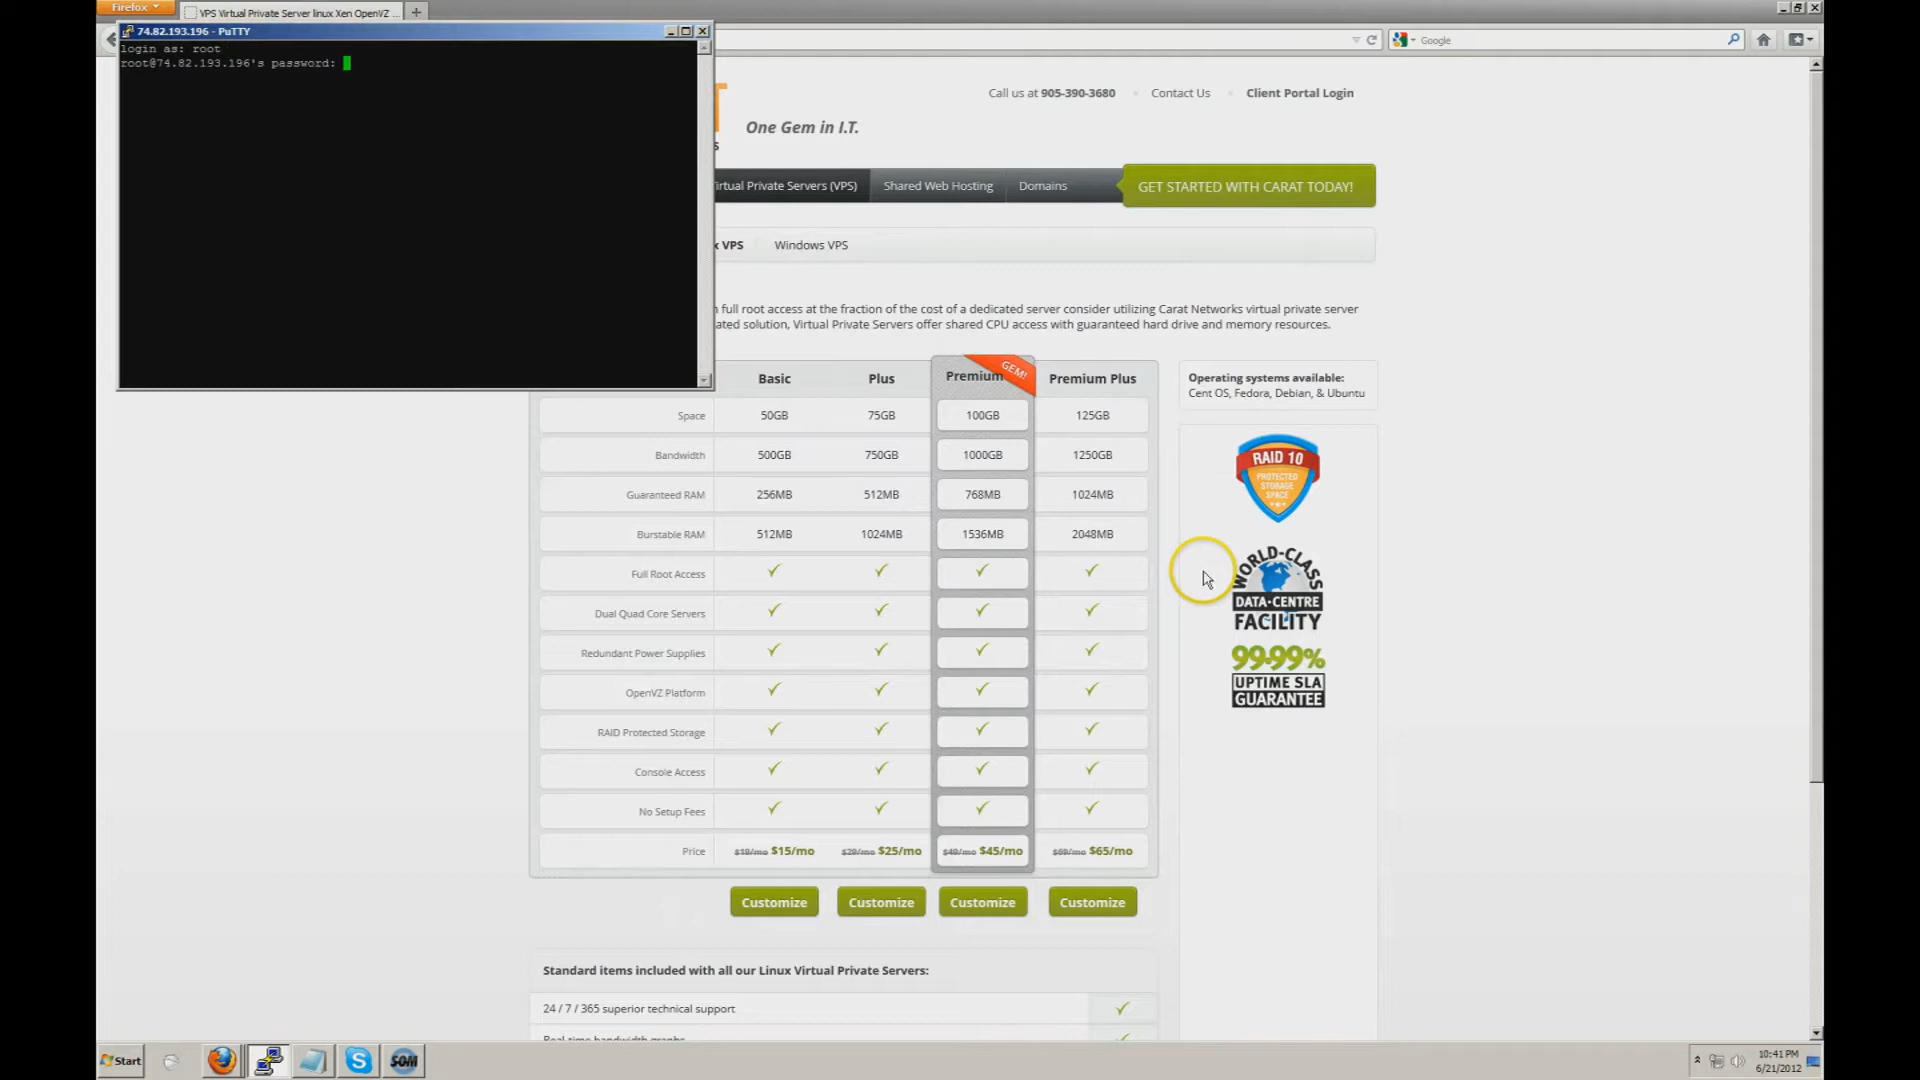 Firefox
VPS Virtual Private Server linux Xen OpenVZ ...
74.82.193.196 - PuTTY
login as: root
root@74.82.193.196's password:
Google
Call us at 905-390-3680
Contact Us
Client Portal Login
One Gem in I.T.
irtual Private Servers (VPS)
Shared Web Hosting
Domains
GET STARTED WITH CARAT TODAY!
x VPS
Windows VPS
full root access at the fraction of the cost of a dedicated server consider utilizing Carat Networks virtual private server
ated solution, Virtual Private Servers offer shared CPU access with guaranteed hard drive and memory resources.
Basic Plus Premium GEM! Premium Plus
Space 50GB 75GB 100GB 125GB
Bandwidth 500GB 750GB 1000GB 1250GB
Guaranteed RAM 256MB 512MB 768MB 1024MB
Burstable RAM 512MB 1024MB 1536MB 2048MB
Full Root Access
Dual Quad Core Servers
Redundant Power Supplies
OpenVZ Platform
RAID Protected Storage
Console Access
No Setup Fees
Price $15/mo $25/mo $45/mo $65/mo
Customize Customize Customize Customize
Operating systems available:
Cent OS, Fedora, Debian, & Ubuntu
RAID 10
PROTECTED
STORAGE
SPACE
WORLD-CLASS
DATA-CENTRE
FACILITY
99.99%
UPTIME SLA
GUARANTEE
Standard items included with all our Linux Virtual Private Servers:
24 / 7 / 365 superior technical support
Real time bandwidth graphs
Start
SOM
10:41 PM
6/21/2012